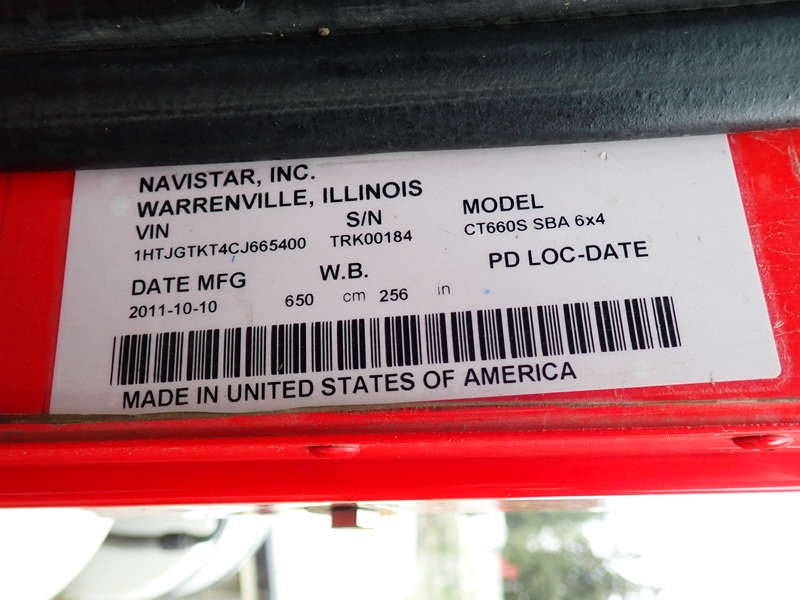 NAVISTAR, INC.
WARRENVILLE, ILLINOIS
VIN S/N MODEL
1HTJGTKT4CJ665400 TRK00184 CT660S SBA 6x4
DATE MFG W.B. PD LOC-DATE
2011-10-10 650 cm 256 in
MADE IN UNITED STATES OF AMERICA